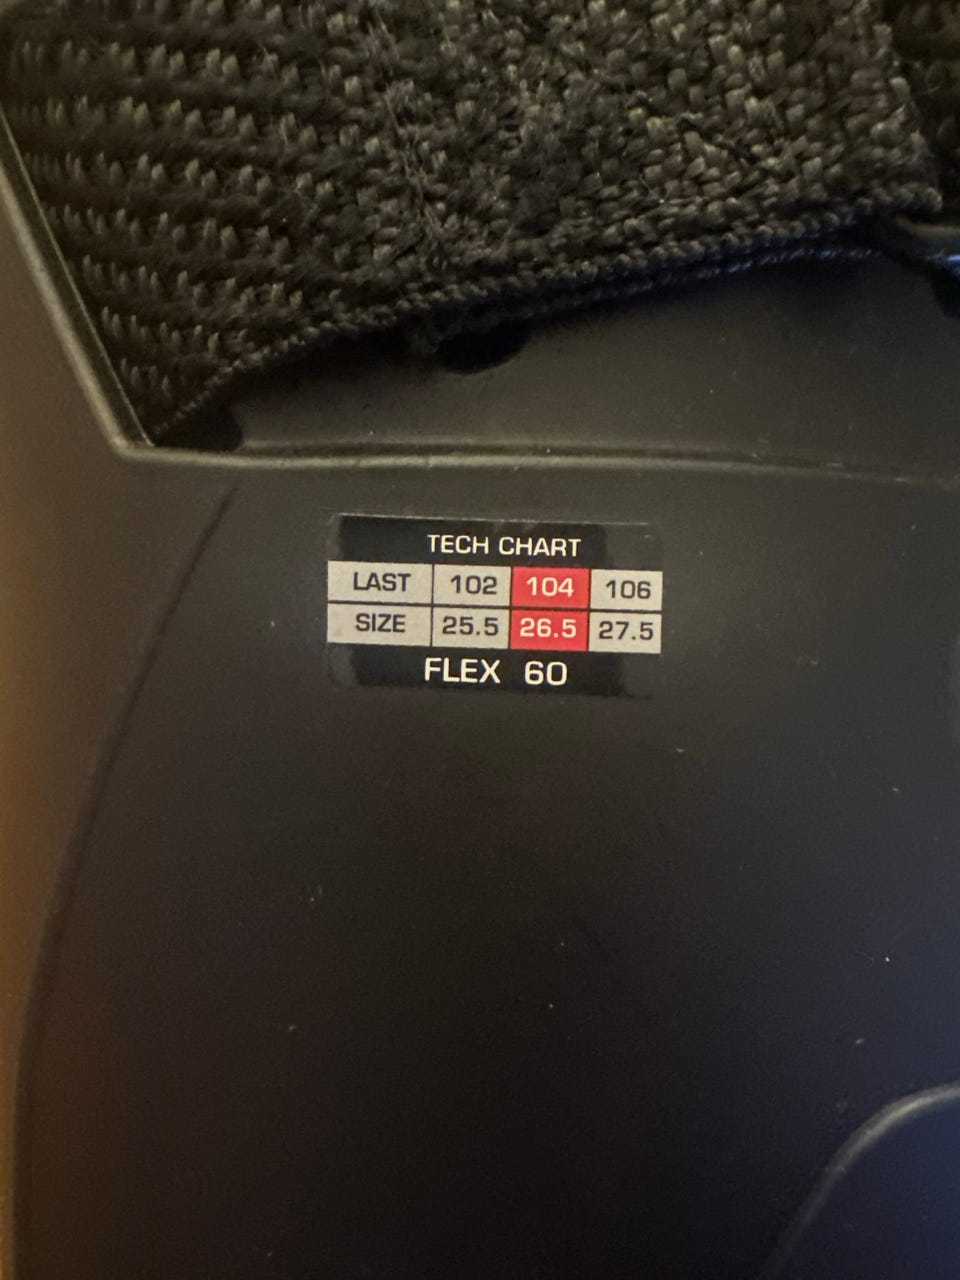 TECH CHART
LAST 102 104 106
SIZE 25.5 26.5 27.5
FLEX 60